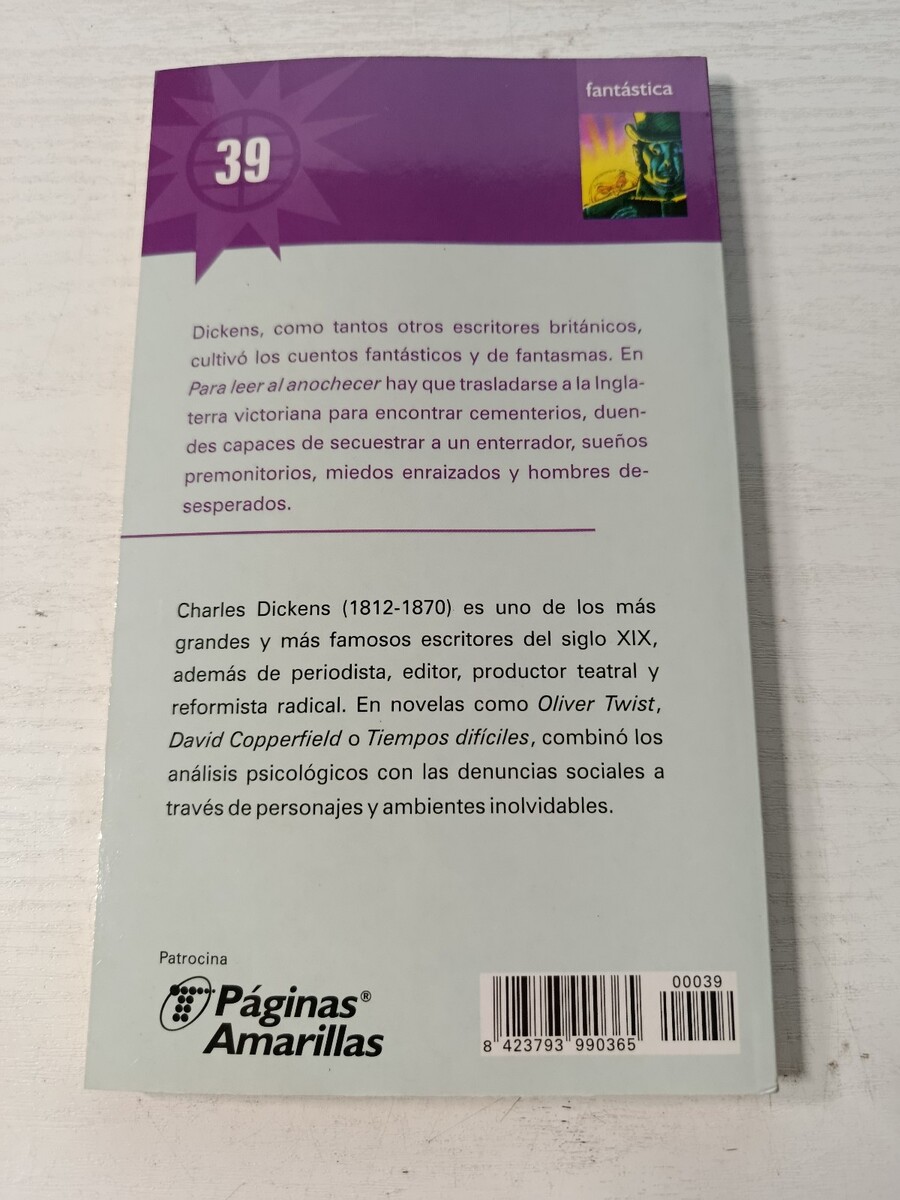 fantástica
39
Dickens, como tantos otros escritores británicos,
cultivó los cuentos fantásticos y de fantasmas. En
Para leer al anochecer hay que trasladarse a la Ingla-
terra victoriana para encontrar cementerios, duen-
des capaces de secuestrar a un enterrador, sueños
premonitorios, miedos enraizados y hombres de-
sesperados.
Charles Dickens (1812-1870) es uno de los más
grandes y más famosos escritores del siglo XIX,
además de periodista, editor, productor teatral y
reformista radical. En novelas como Oliver Twist,
David Copperfield o Tiempos difíciles, combinó los
análisis psicológicos con las denuncias sociales a
través de personajes y ambientes inolvidables.
Patrocina
Páginas®
Amarillas
00039
8 423793 990365